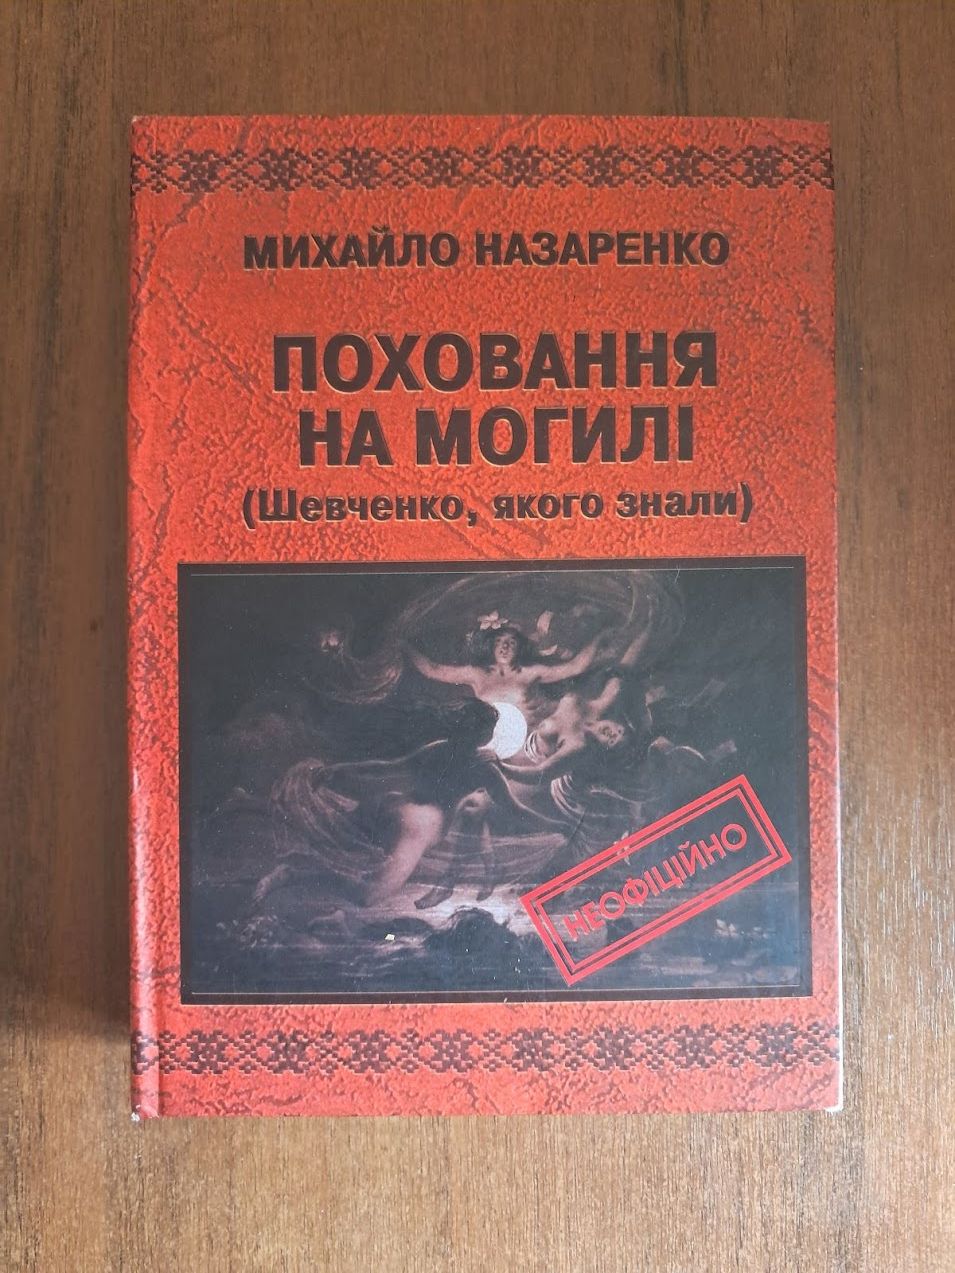 МИХАЙЛО НАЗАРЕНКО
ПОХОВАННЯ
НА МОГИЛІ
(Шевченко, якого знали)
НЕОФІЦІЙНО